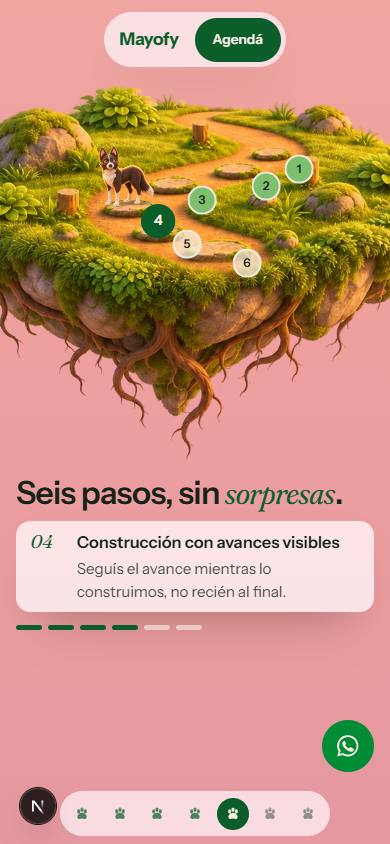 Mayofy
Agendá
1
2
3
4
5
6
Seis pasos, sin sorpresas.
04
Construcción con avances visibles
Seguís el avance mientras lo
construimos, no recién al final.
N